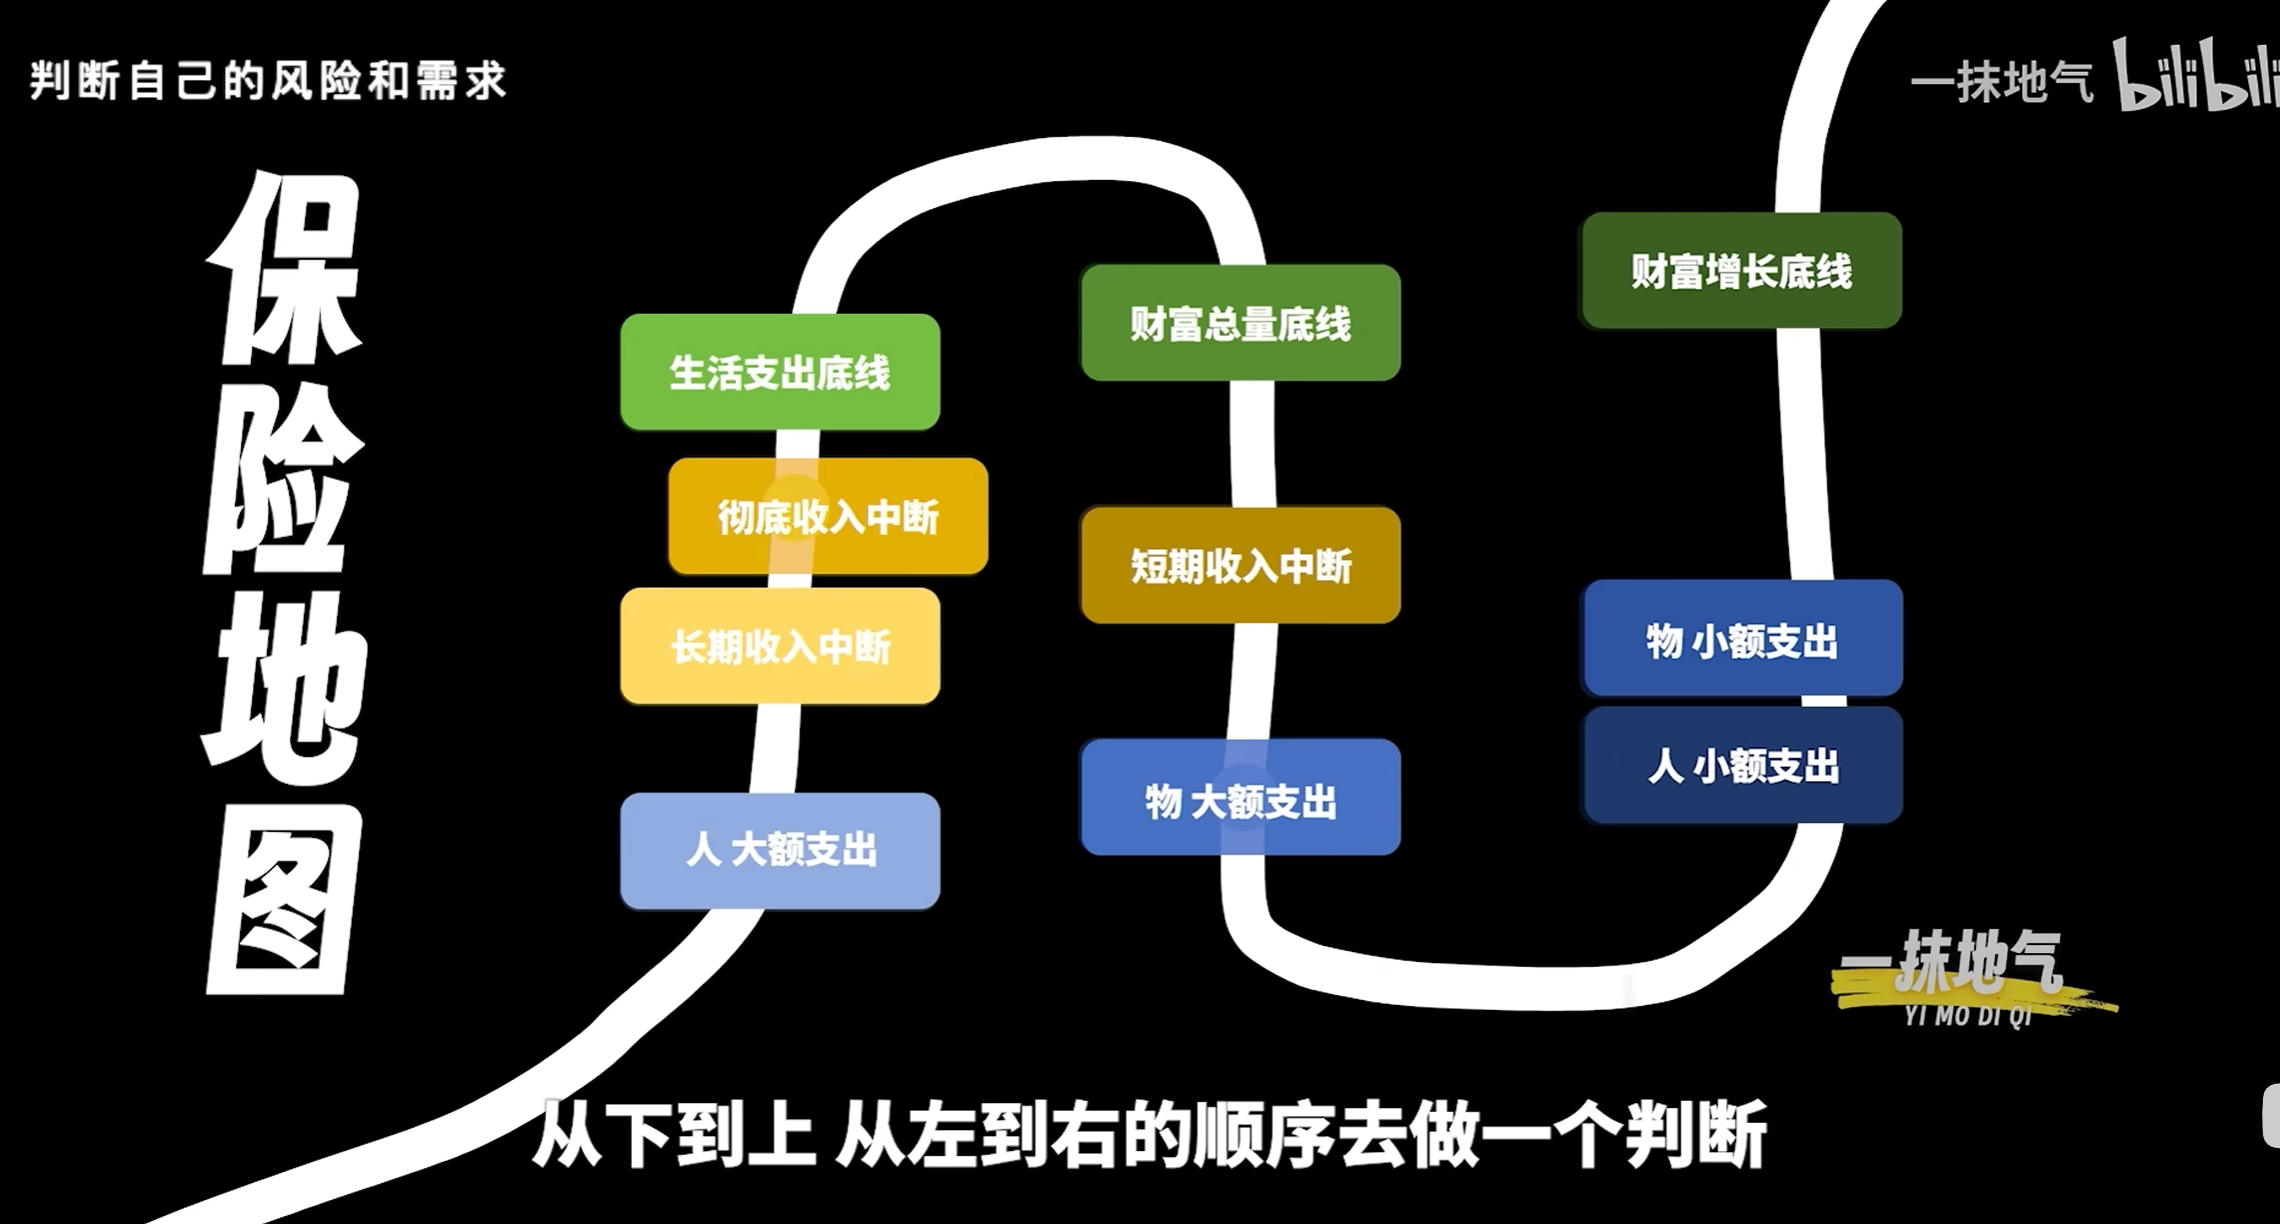 判断自己的风险和需求
一抹地气 bilibili
保险地图
生活支出底线
彻底收入中断
长期收入中断
人 大额支出
财富总量底线
短期收入中断
物 大额支出
财富增长底线
物 小额支出
人 小额支出
一抹地气
YI MO DI QI
从下到上 从左到右的顺序去做一个判断